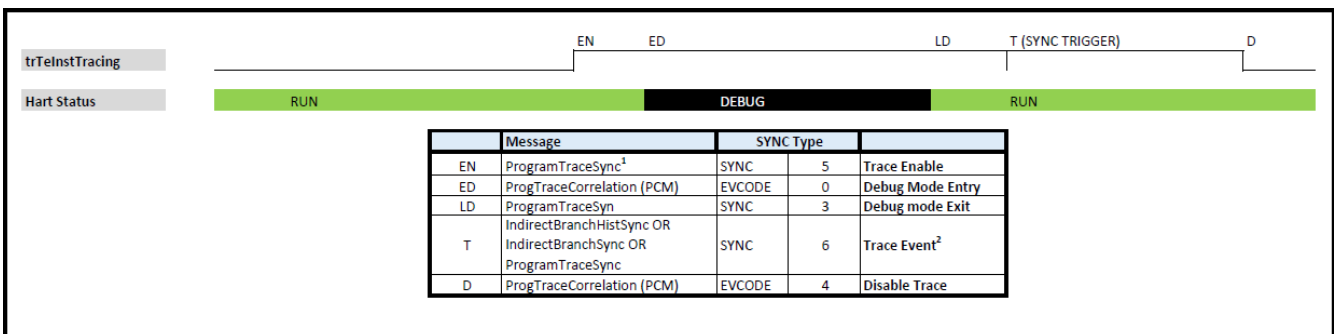 EN ED LD T (SYNC TRIGGER) D
trTeInstTracing
Hart Status RUN DEBUG RUN
Message SYNC Type
EN ProgramTraceSync¹ SYNC 5 Trace Enable
ED ProgTraceCorrelation (PCM) EVCODE 0 Debug Mode Entry
LD ProgramTraceSyn SYNC 3 Debug mode Exit
IndirectBranchHistSync OR
T IndirectBranchSync OR SYNC 6 Trace Event²
ProgramTraceSync
D ProgTraceCorrelation (PCM) EVCODE 4 Disable Trace